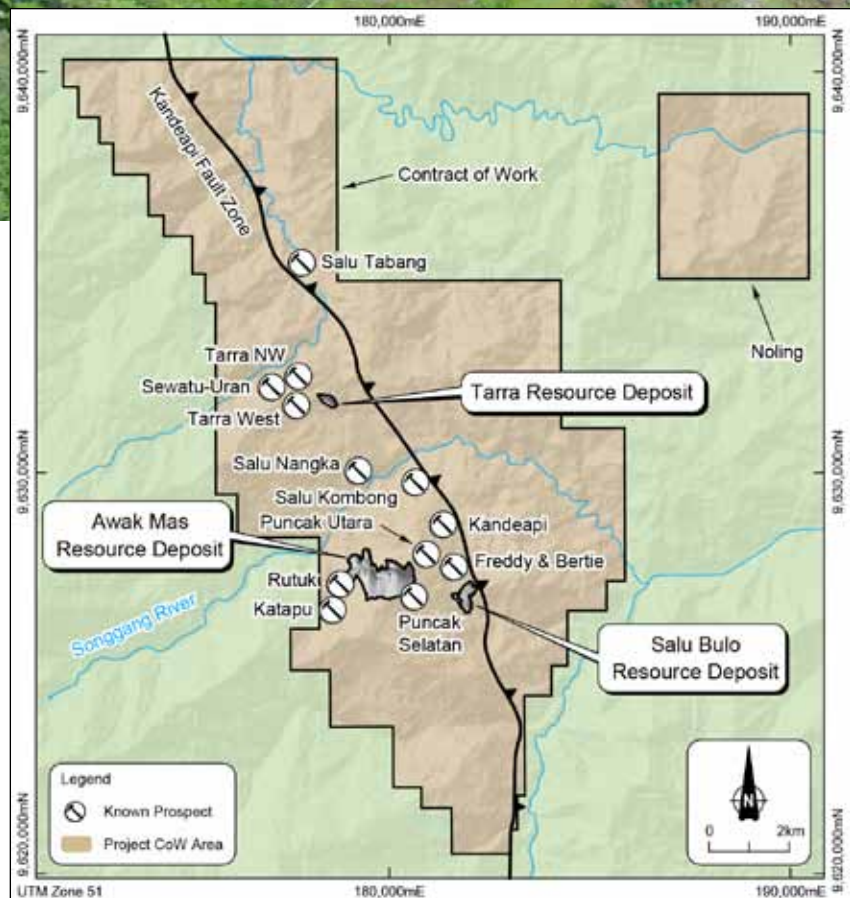 180,000mE
190,000mE
9,640,000mN
9,640,000mN
Kandeapi Fault Zone
Contract of Work
Salu Tabang
Noling
Tarra NW
Sewatu-Uran
Tarra West
Tarra Resource Deposit
9,630,000mN
9,630,000mN
Salu Nangka
Salu Kombong
Puncak Utara
Kandeapi
Awak Mas
Resource Deposit
Freddy & Bertie
Rutuki
Katapu
Puncak
Selatan
Songgang River
Salu Bulo
Resource Deposit
Legend
Known Prospect
Project CoW Area
N
0 2km
9,620,000mN
9,620,000mN
UTM Zone 51
180,000mE
190,000mE